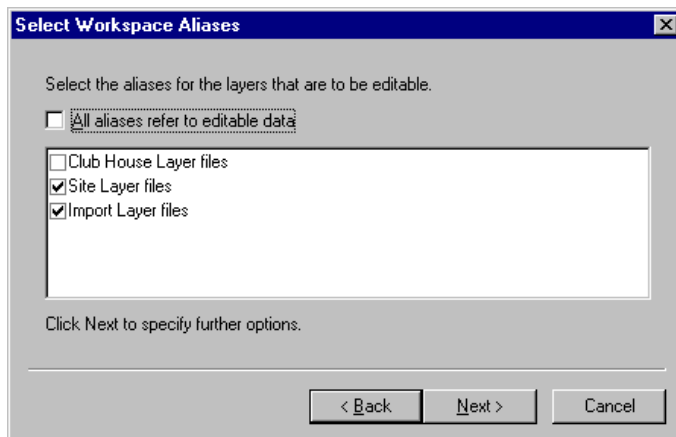 Select Workspace Aliases
Select the aliases for the layers that are to be editable.
All aliases refer to editable data
Club House Layer files
Site Layer files
Import Layer files
Click Next to specify further options.
< Back
Next >
Cancel